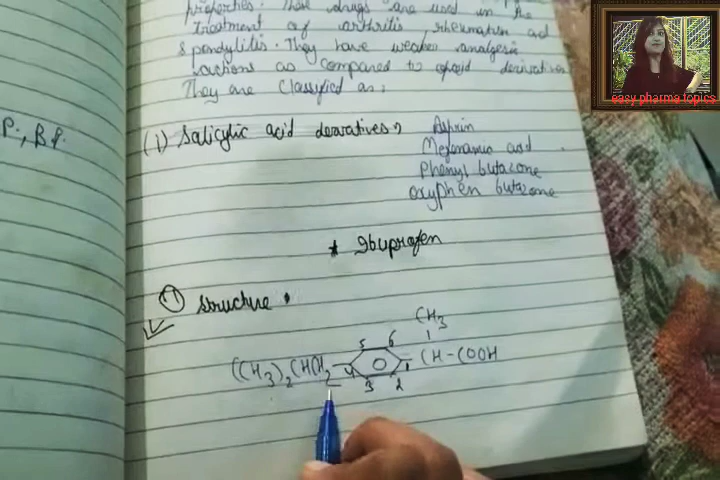 properties. These drugs are used in the
treatment of arthritis, rheumatism and
spondylitis. They have weaker analgesic
actions as compared to opioid derivatives
They are classified as:
P., B.P.
(1) Salicylic acid derivatives → Aspirin
Mefenamic acid
Phenyl butazone
oxyphen butazone
* Ibuprofen
① Structure
CH3
5 6
(CH3)2CHCH2 4 1 CH-COOH
3 2
easy pharma topics